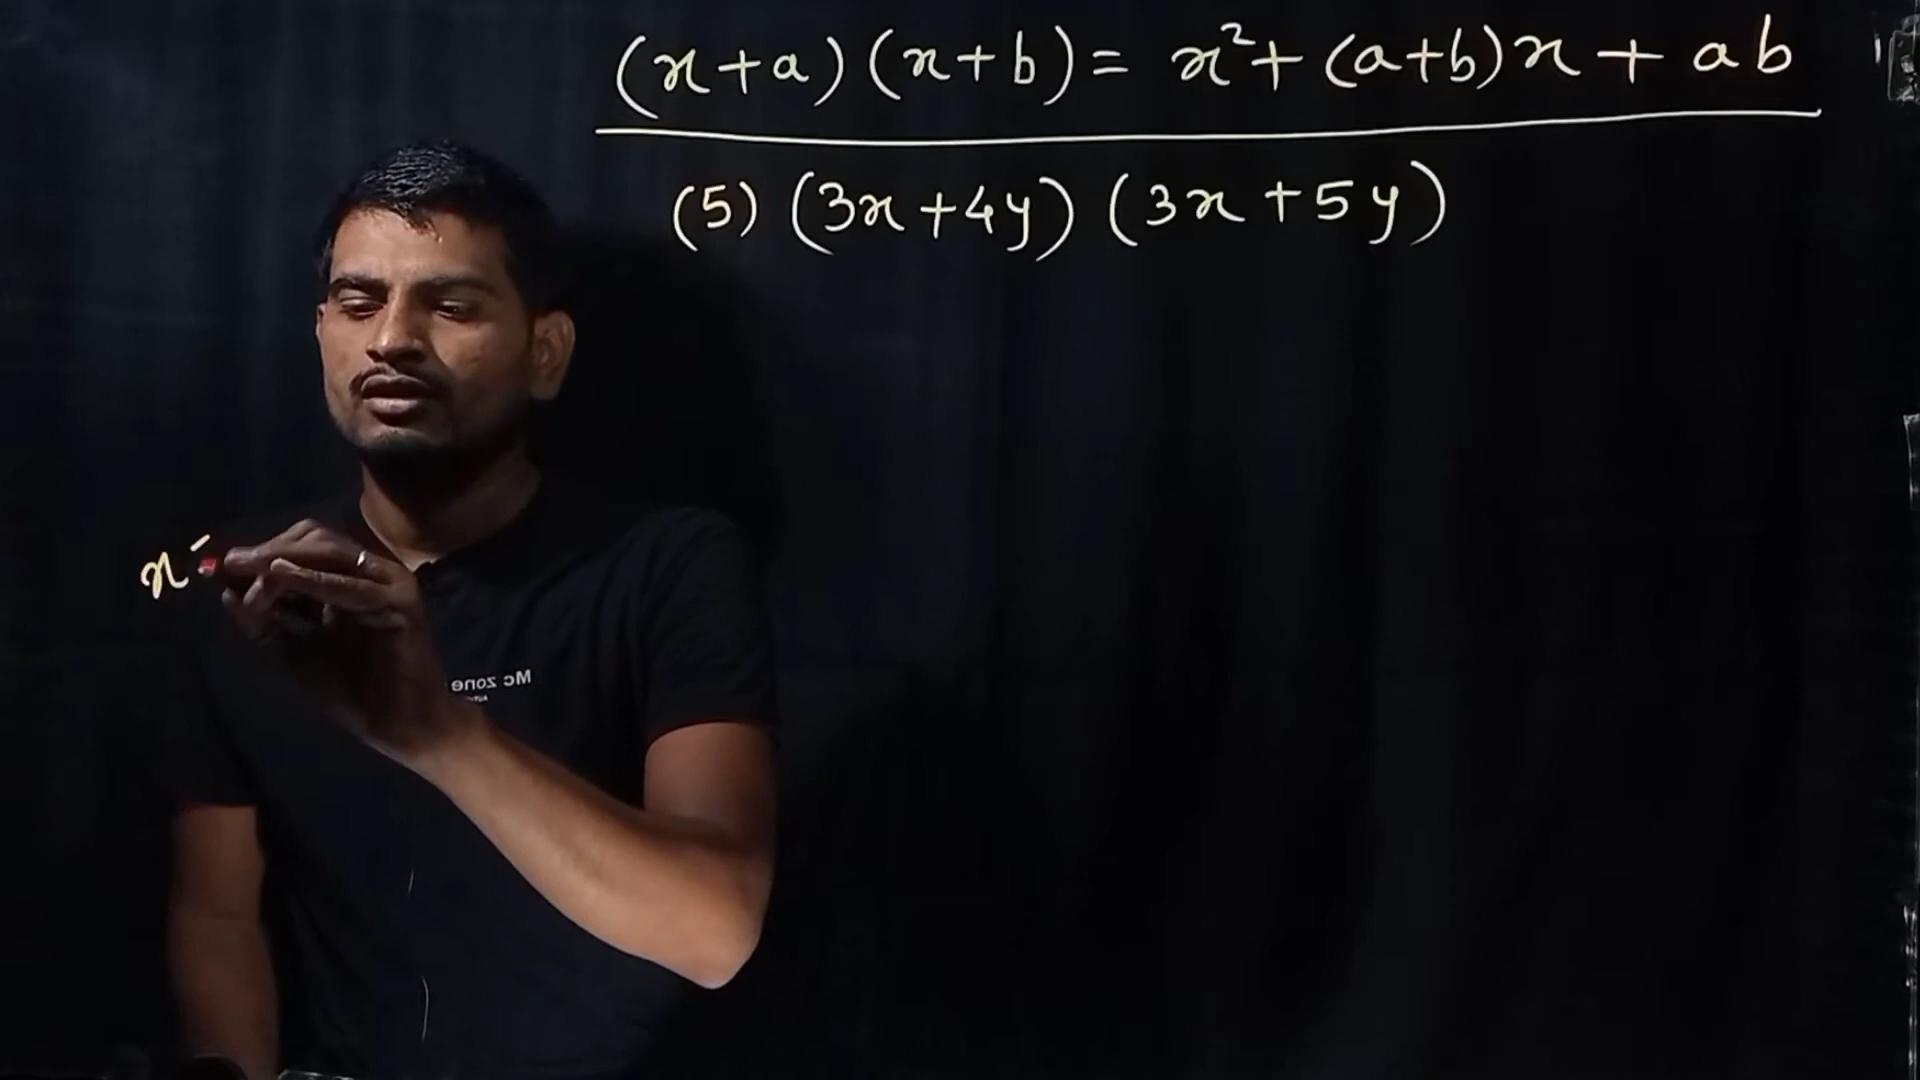 (x+a)(x+b) = x²+(a+b)x + ab
(5) (3x+4y) (3x+5y)
x =
Mc zone